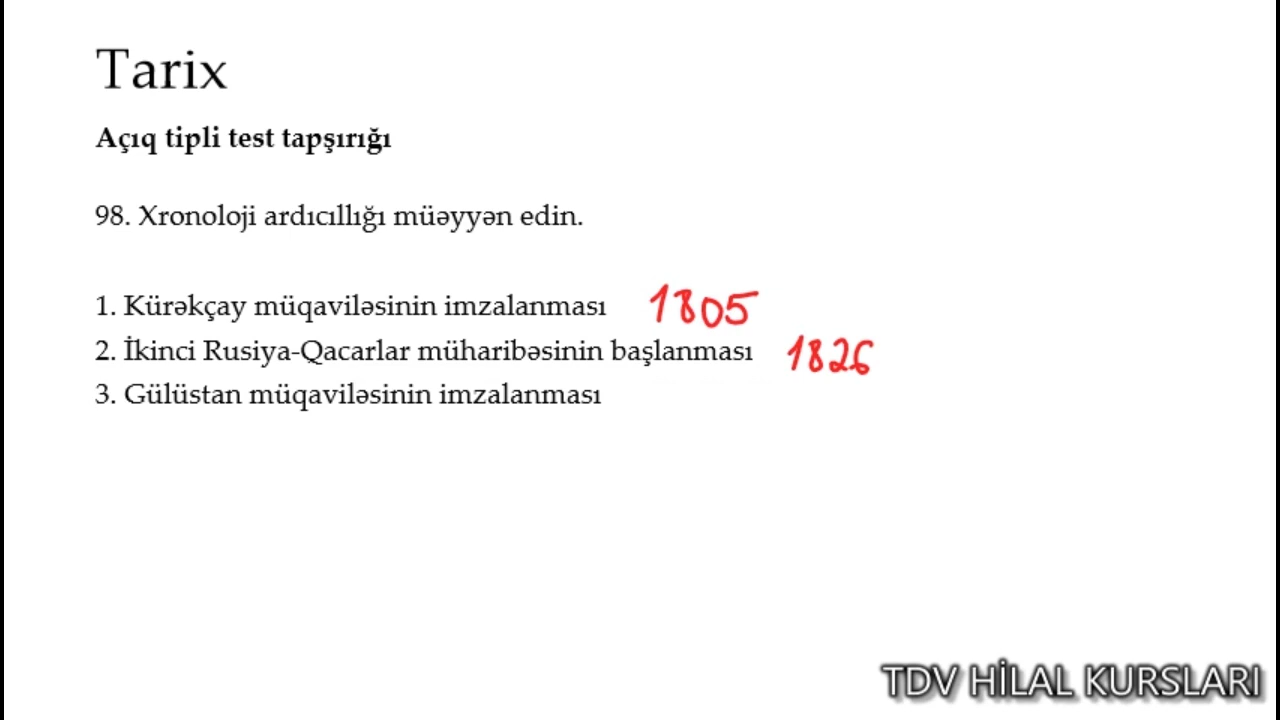 Tarix
Açıq tipli test tapşırığı
98. Xronoloji ardıcıllığı müəyyən edin.
1. Kürəkçay müqaviləsinin imzalanması 1805
2. İkinci Rusiya-Qacarlar müharibəsinin başlanması 1826
3. Gülüstan müqaviləsinin imzalanması
TDV HİLAL KURSLARI